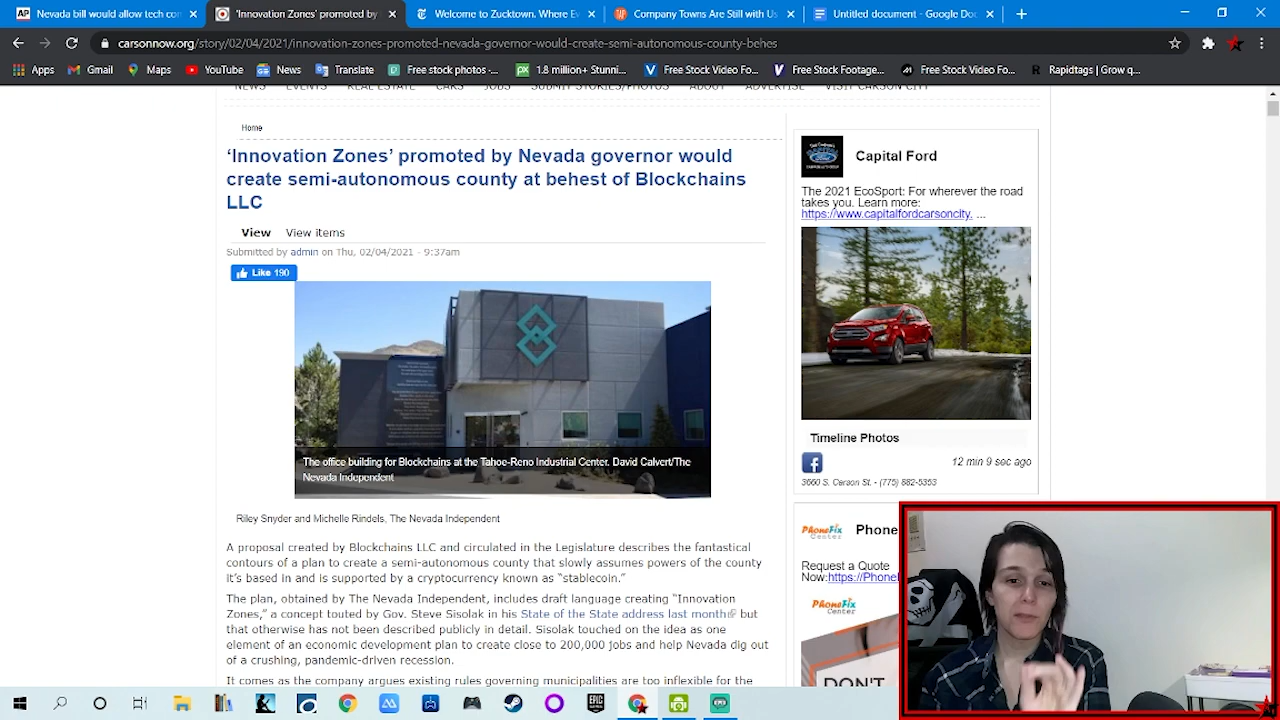 Nevada bill would allow tech con
'Innovation Zones' promoted by
Welcome to Zucktown. Where Ev
Company Towns Are Still with Us
Untitled document - Google Doc
carsonnow.org/story/02/04/2021/innovation-zones-promoted-nevada-governor-would-create-semi-autonomous-county-behes
Apps
Gmail
Maps
YouTube
News
Translate
Free stock photos -...
1.8 million+ Stunni...
Free Stock Video Fo...
Free Stock Footage...
Free Stock Video Fo...
Rapidtags | Grow q...
NEWS EVENTS REAL ESTATE CARS JOBS SUBMIT STORIES/PHOTOS ABOUT ADVERTISE VISIT CARSON CITY
Home
‘Innovation Zones’ promoted by Nevada governor would
create semi-autonomous county at behest of Blockchains
LLC
View View items
Submitted by admin on Thu, 02/04/2021 - 9:37am
Like 190
The office building for Blockchains at the Tahoe-Reno Industrial Center. David Calvert/The
Nevada Independent
Riley Snyder and Michelle Rindels, The Nevada Independent
A proposal created by Blockchains LLC and circulated in the Legislature describes the fantastical
contours of a plan to create a semi-autonomous county that slowly assumes powers of the county
it’s based in and is supported by a cryptocurrency known as “stablecoin.”
The plan, obtained by The Nevada Independent, includes draft language creating “Innovation
Zones,” a concept touted by Gov. Steve Sisolak in his State of the State address last month but
that otherwise has not been described publicly in detail. Sisolak touched on the idea as one
element of an economic development plan to create close to 200,000 jobs and help Nevada dig out
of a crushing, pandemic-driven recession.
It comes as the company argues existing rules governing municipalities are too inflexible for the
Capital Ford
The 2021 EcoSport: For wherever the road
takes you. Learn more:
https://www.capitalfordcarsoncity. ...
Timeline Photos
12 min 9 sec ago
3660 S. Carson St. - (775) 882-5353
PhoneFix
Center
Phone
Request a Quote
Now:https://PhoneF
PhoneFix
Center
DON'T
EPIC
GAMES